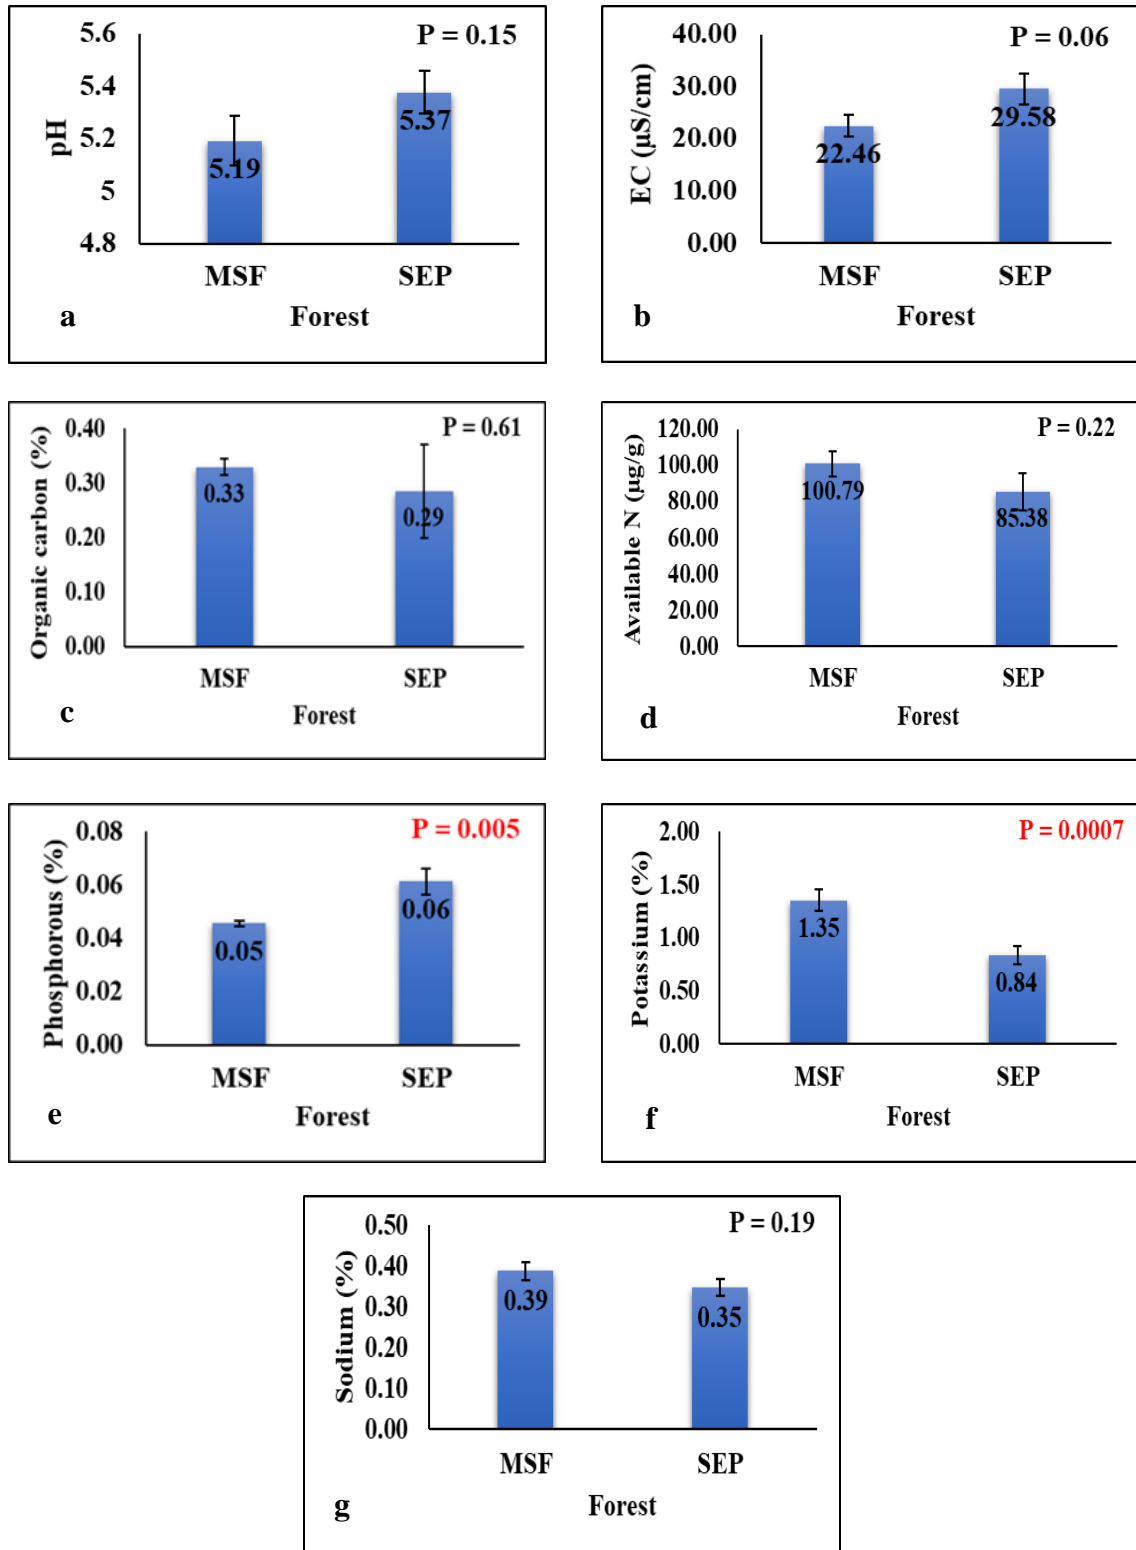 P = 0.15
pH
5.6
5.4
5.2
5
4.8
5.19
5.37
MSF SEP
Forest
a
P = 0.06
EC (µS/cm)
40.00
30.00
20.00
10.00
0.00
22.46
29.58
MSF SEP
Forest
b
P = 0.61
Organic carbon (%)
0.40
0.30
0.20
0.10
0.00
0.33
0.29
MSF SEP
Forest
c
P = 0.22
Available N (µg/g)
120.00
100.00
80.00
60.00
40.00
20.00
0.00
100.79
85.38
MSF SEP
Forest
d
P = 0.005
Phosphorous (%)
0.08
0.06
0.04
0.02
0.00
0.05
0.06
MSF SEP
Forest
e
P = 0.0007
Potassium (%)
2.00
1.50
1.00
0.50
0.00
1.35
0.84
MSF SEP
Forest
f
P = 0.19
Sodium (%)
0.50
0.40
0.30
0.20
0.10
0.00
0.39
0.35
MSF SEP
Forest
g